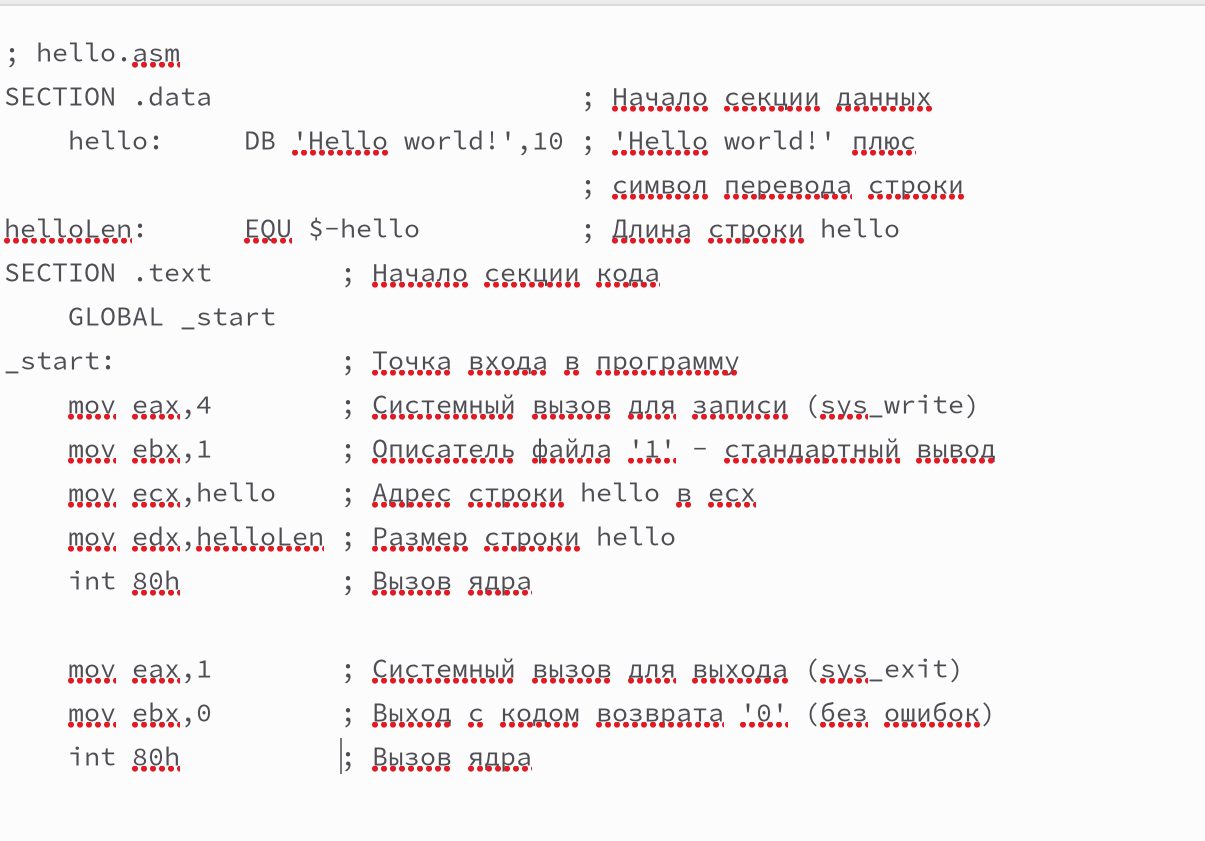 ; hello.asm
SECTION .data                       ; Начало секции данных
    hello:     DB 'Hello world!',10 ; 'Hello world!' плюс
                                    ; символ перевода строки
helloLen:      EQU $-hello          ; Длина строки hello
SECTION .text        ; Начало секции кода
    GLOBAL _start
_start:              ; Точка входа в программу
    mov eax,4        ; Системный вызов для записи (sys_write)
    mov ebx,1        ; Описатель файла '1' - стандартный вывод
    mov ecx,hello    ; Адрес строки hello в ecx
    mov edx,helloLen ; Размер строки hello
    int 80h          ; Вызов ядра

    mov eax,1        ; Системный вызов для выхода (sys_exit)
    mov ebx,0        ; Выход с кодом возврата '0' (без ошибок)
    int 80h          ; Вызов ядра